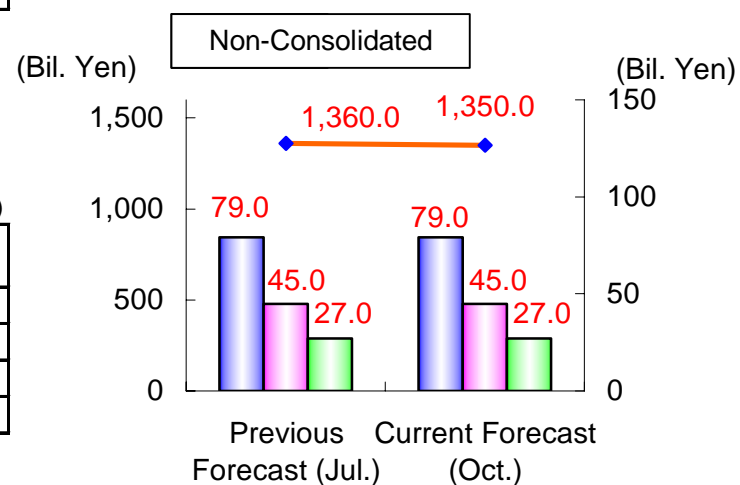 Non-Consolidated
(Bil. Yen)
(Bil. Yen)
1,500
1,000
500
0
150
100
50
0
1,360.0
1,350.0
79.0
45.0
27.0
79.0
45.0
27.0
)
Previous
Forecast (Jul.)
Current Forecast
(Oct.)